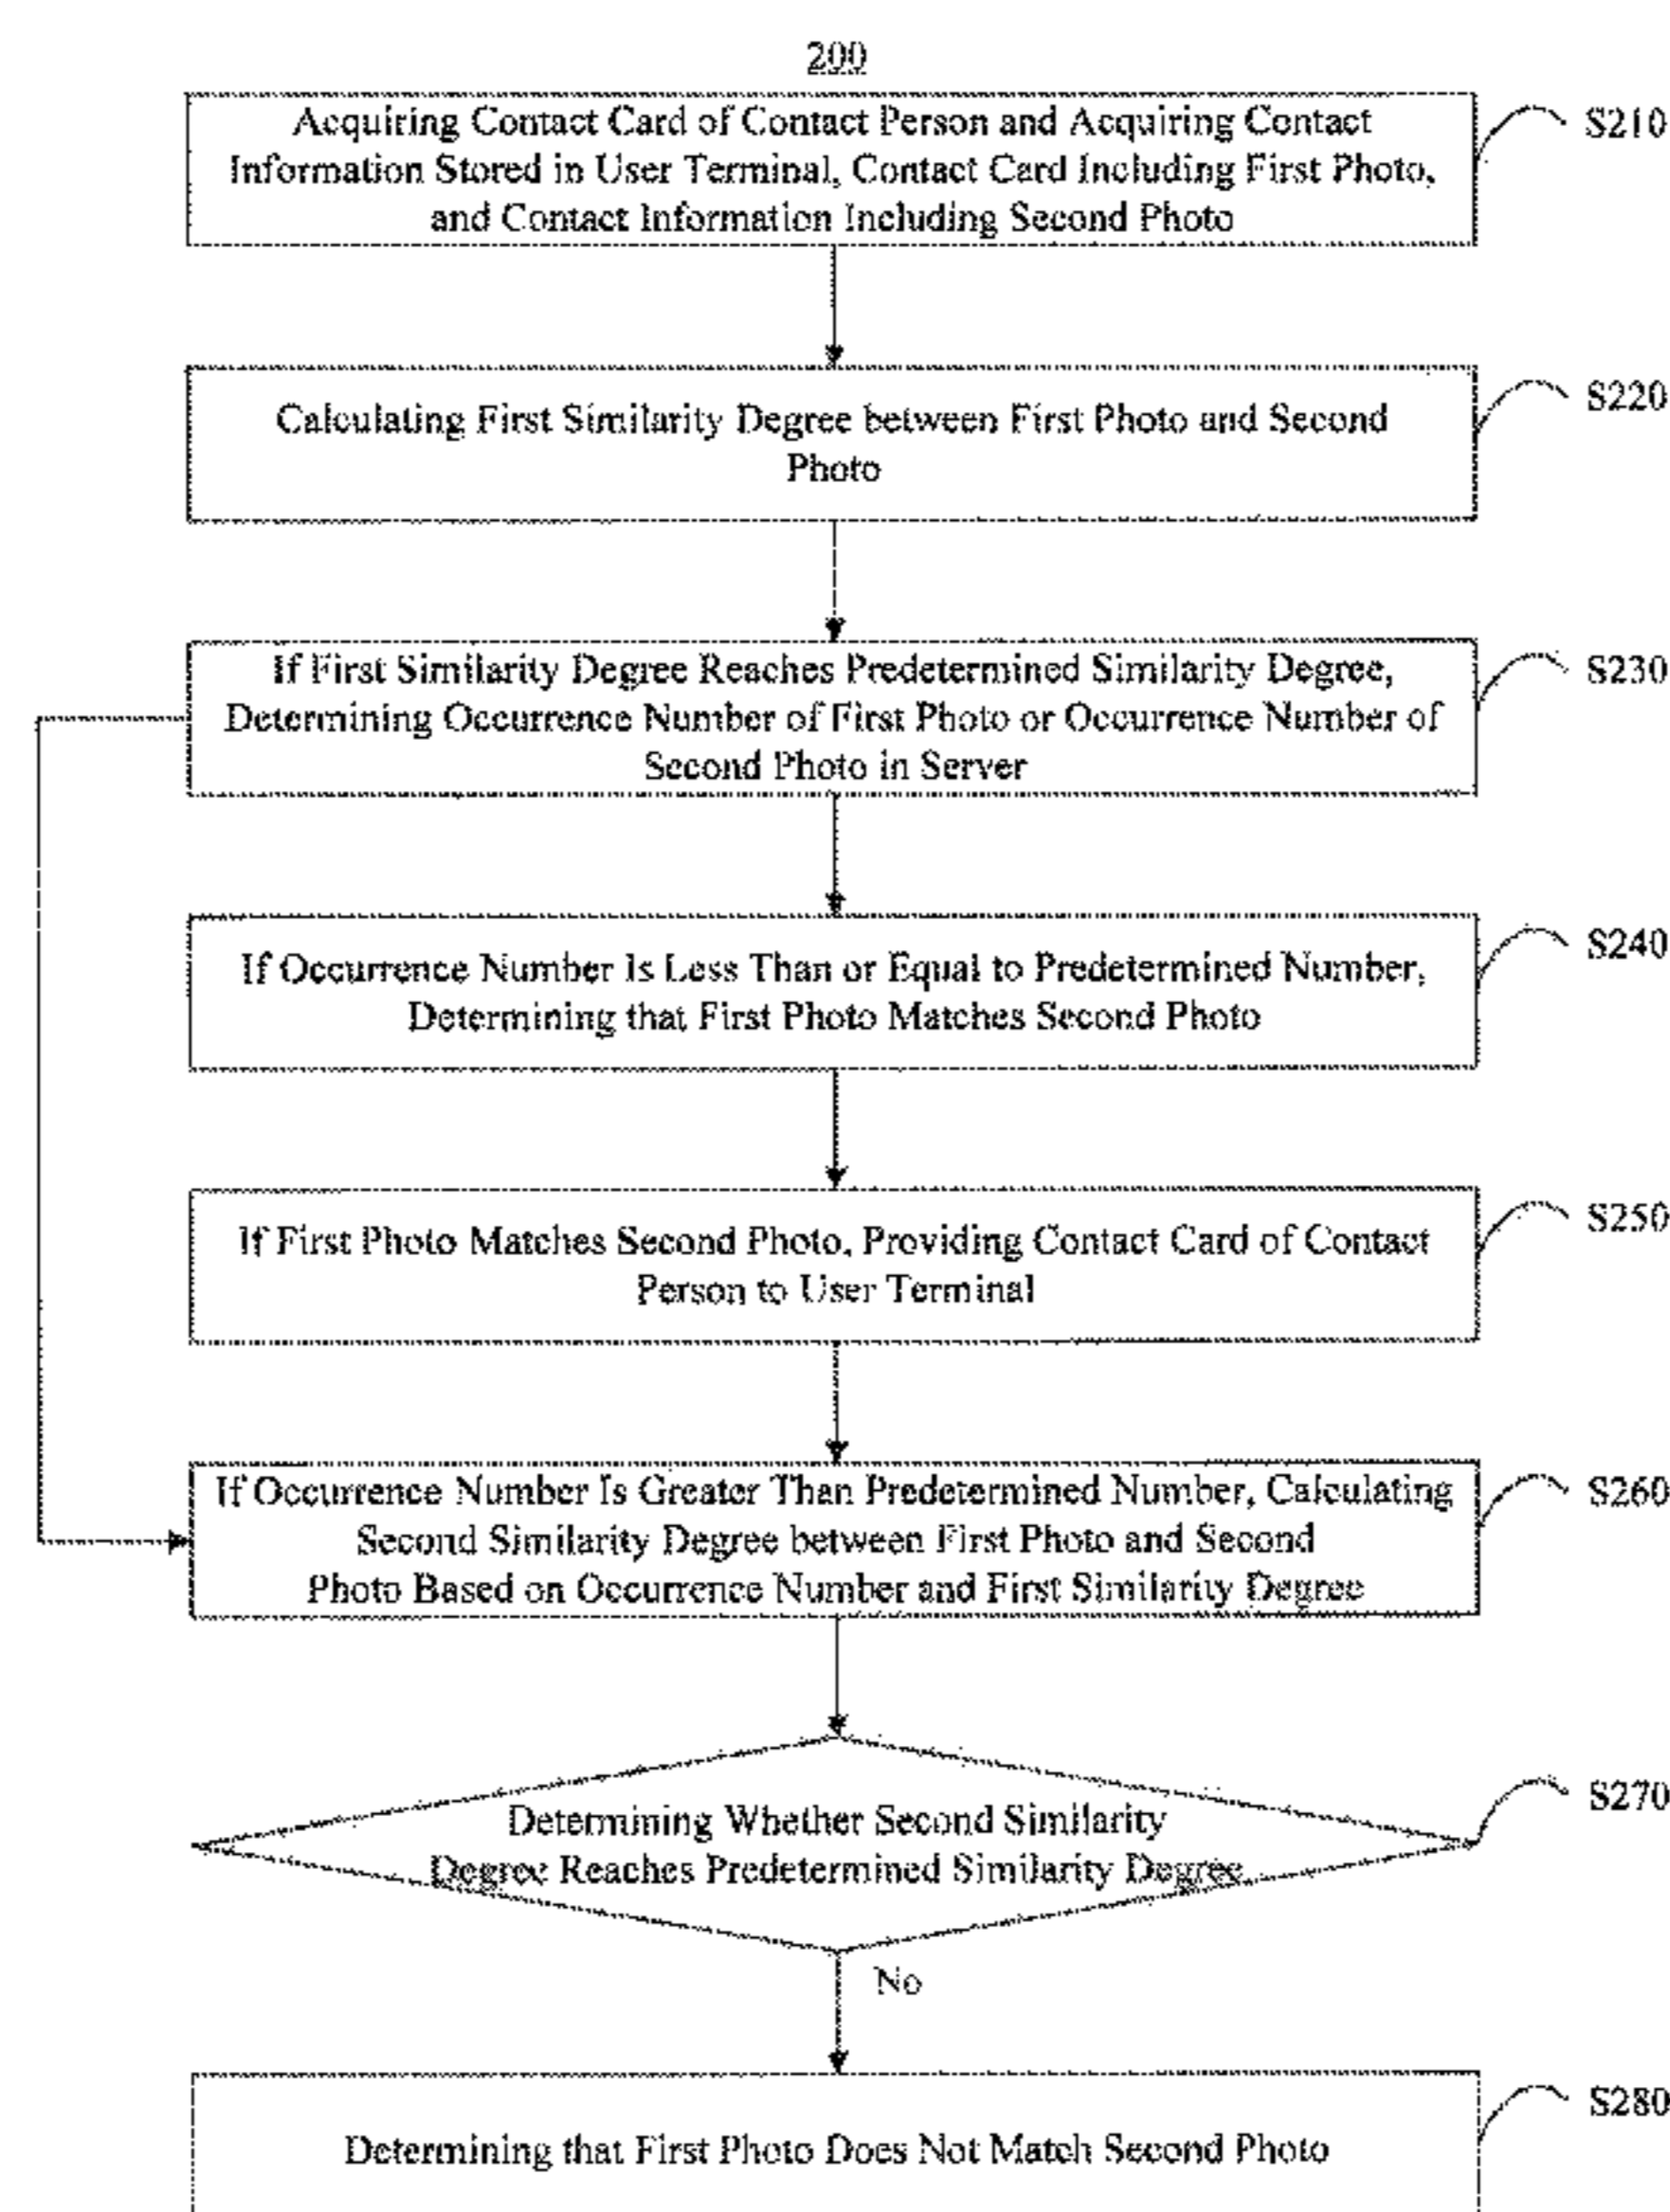 200
Acquiring Contact Card of Contact Person and Acquiring Contact
Information Stored in User Terminal, Contact Card Including First Photo,
and Contact Information Including Second Photo
S210
Calculating First Similarity Degree between First Photo and Second
Photo
S220
If First Similarity Degree Reaches Predetermined Similarity Degree,
Determining Occurrence Number of First Photo or Occurrence Number of
Second Photo in Server
S230
If Occurrence Number Is Less Than or Equal to Predetermined Number,
Determining that First Photo Matches Second Photo
S240
If First Photo Matches Second Photo, Providing Contact Card of Contact
Person to User Terminal
S250
If Occurrence Number Is Greater Than Predetermined Number, Calculating
Second Similarity Degree between First Photo and Second
Photo Based on Occurrence Number and First Similarity Degree
S260
Determining Whether Second Similarity
Degree Reaches Predetermined Similarity Degree
S270
No
Determining that First Photo Does Not Match Second Photo
S280